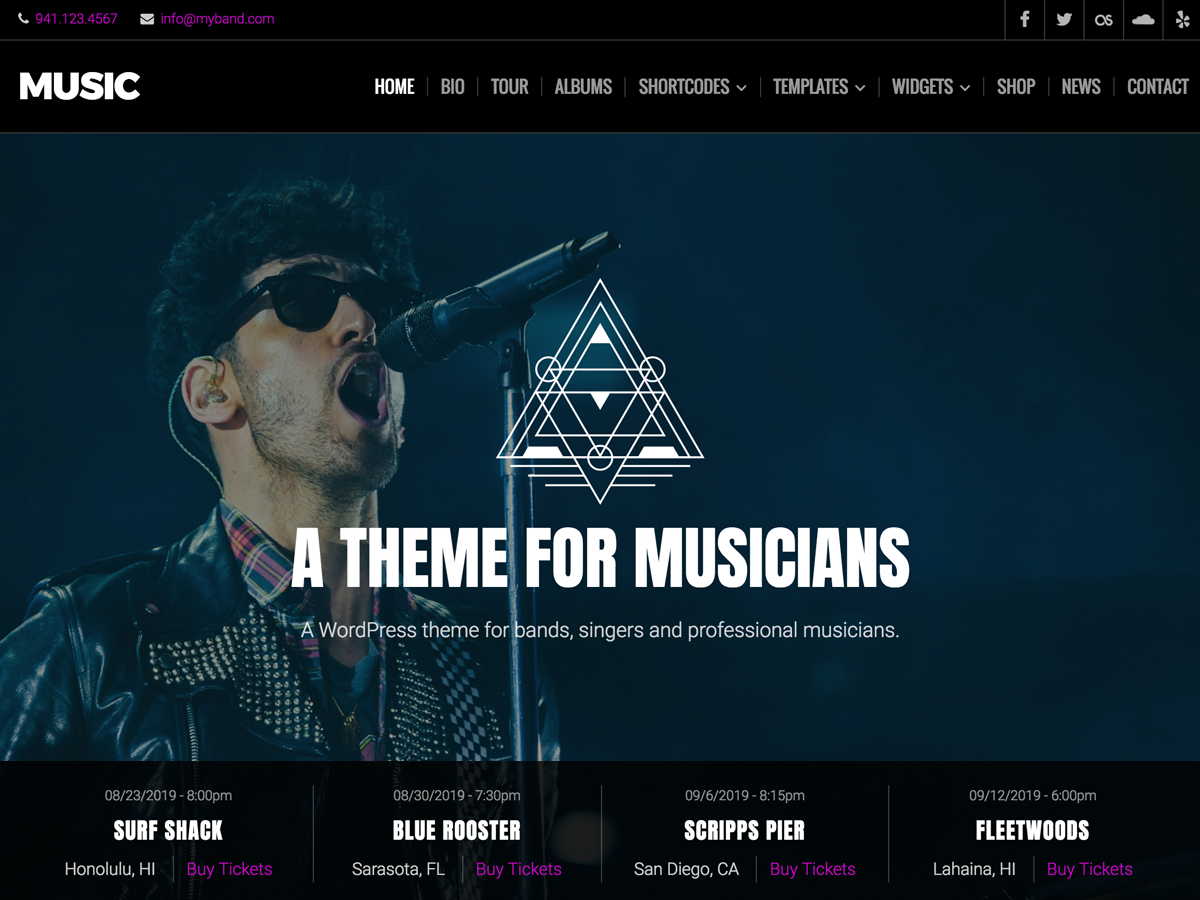 941.123.4567 info@myband.com
MUSIC
HOME BIO TOUR ALBUMS SHORTCODES TEMPLATES WIDGETS SHOP NEWS CONTACT
A THEME FOR MUSICIANS
A WordPress theme for bands, singers and professional musicians.
08/23/2019 - 8:00pm
SURF SHACK
Honolulu, HI Buy Tickets
08/30/2019 - 7:30pm
BLUE ROOSTER
Sarasota, FL Buy Tickets
09/6/2019 - 8:15pm
SCRIPPS PIER
San Diego, CA Buy Tickets
09/12/2019 - 6:00pm
FLEETWOODS
Lahaina, HI Buy Tickets